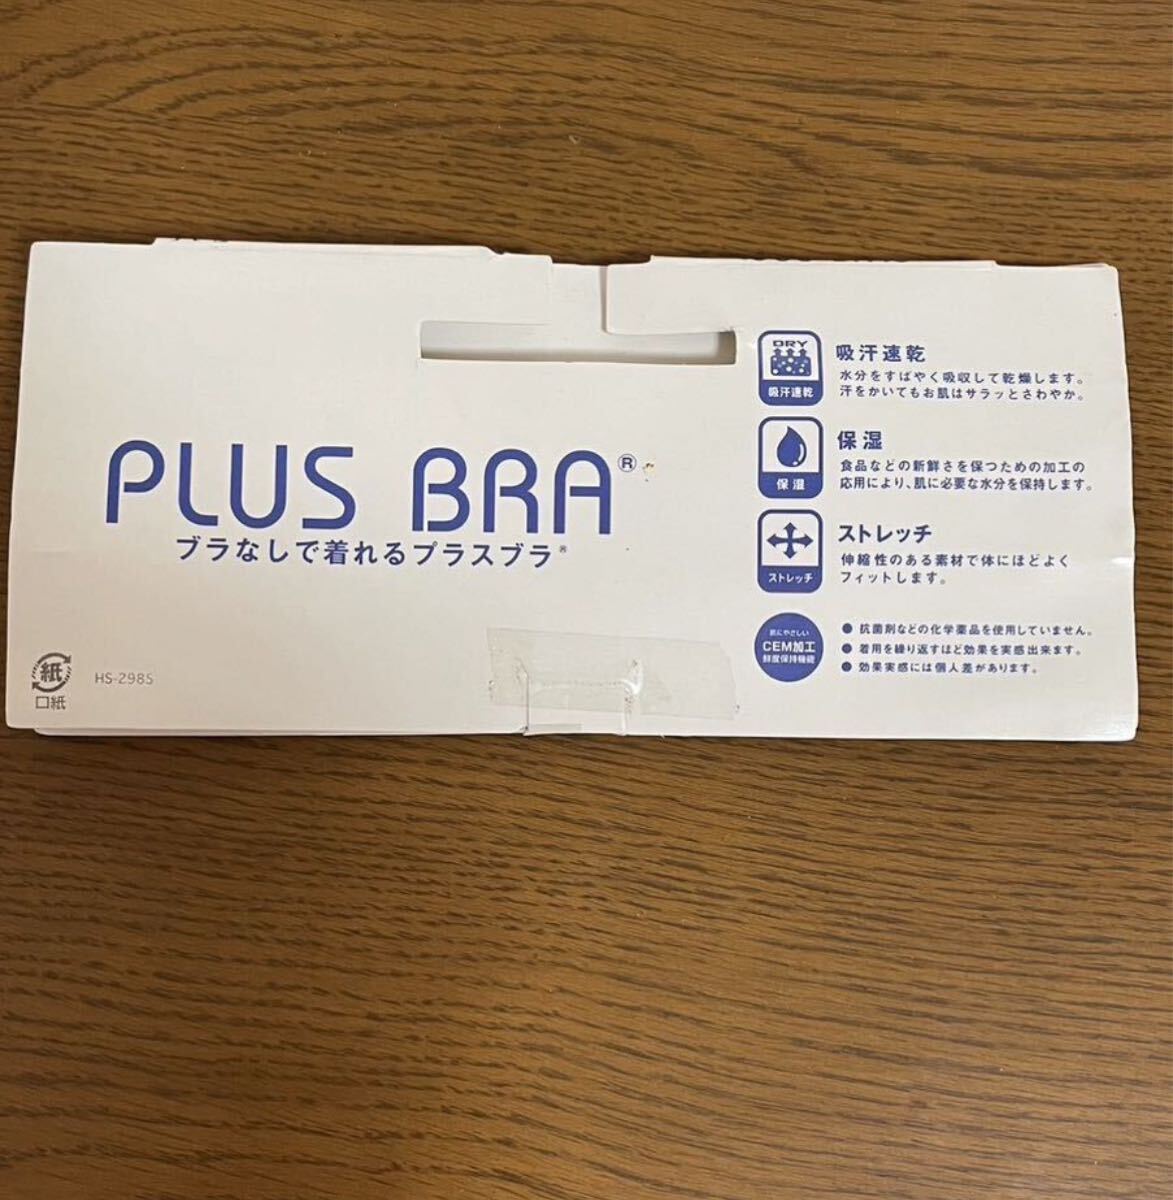 PLUS BRA®
ブラなしで着れるプラスブラ®
紙
口紙
HS-2985
DRY
吸汗速乾
吸汗速乾
水分をすばやく吸収して乾燥します。
汗をかいてもお肌はサラッとさわやか。
保湿
保湿
食品などの新鮮さを保つための加工の
応用により、肌に必要な水分を保持します。
ストレッチ
ストレッチ
伸縮性のある素材で体にほどよく
フィットします。
肌にやさしい
CEM加工
鮮度保持機能
● 抗菌剤などの化学薬品を使用していません。
● 着用を繰り返すほど効果を実感出来ます。
● 効果実感には個人差があります。